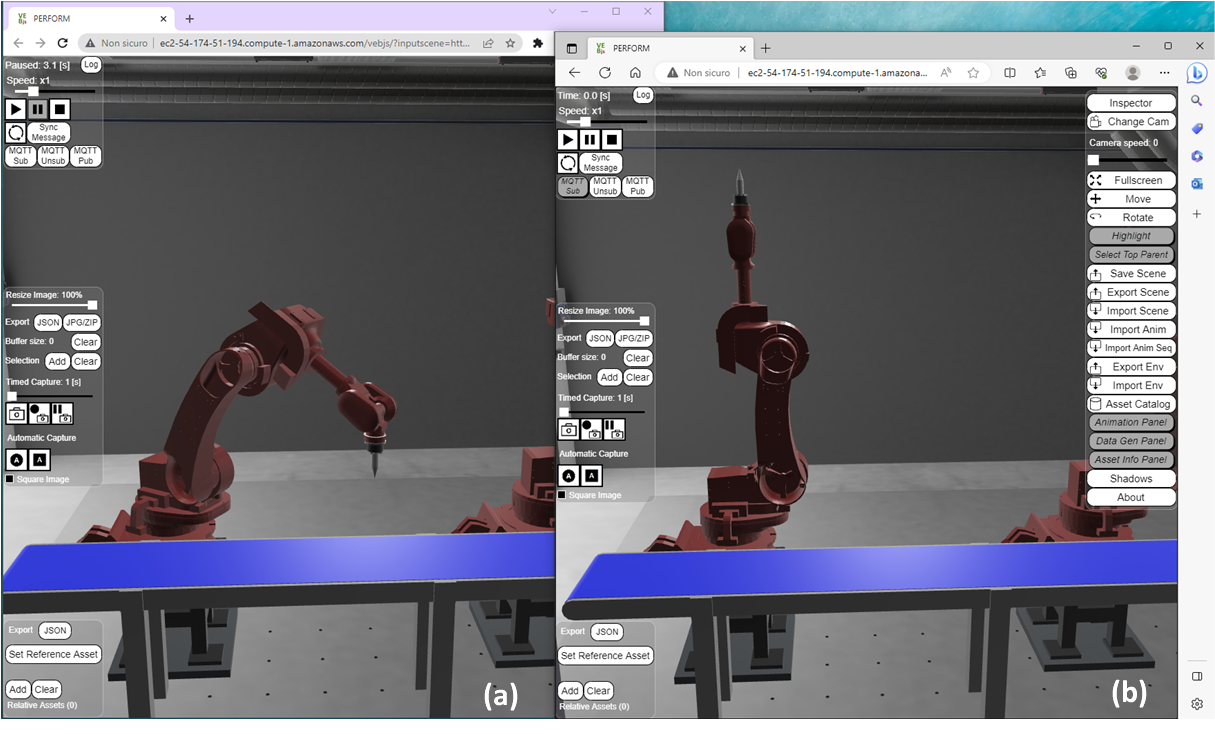 PERFORM
Non sicuro
ec2-54-174-51-194.compute-1.amazonaws.com/vebjs/?inputscene=htt...
Paused: 3.1 [s]
Log
Speed: x1
Sync
Message
MQTT
Sub
MQTT
Unsub
MQTT
Pub
Resize Image: 100%
Export
JSON
JPG/ZIP
Buffer size: 0
Clear
Selection
Add
Clear
Timed Capture: 1 [s]
Automatic Capture
A
A
Square Image
Export
JSON
Set Reference Asset
Add
Clear
Relative Assets (0)
(a)
PERFORM
Non sicuro
ec2-54-174-51-194.compute-1.amazona...
Time: 0.0 [s]
Log
Speed: x1
Sync
Message
MQTT
Sub
MQTT
Unsub
MQTT
Pub
Resize Image: 100%
Export
JSON
JPG/ZIP
Buffer size: 0
Clear
Selection
Add
Clear
Timed Capture: 1 [s]
Automatic Capture
A
A
Square Image
Export
JSON
Set Reference Asset
Add
Clear
Relative Assets (0)
Inspector
Change Cam
Camera speed: 0
Fullscreen
Move
Rotate
Highlight
Select Top Parent
Save Scene
Export Scene
Import Scene
Import Anim
Import Anim Seq
Export Env
Import Env
Asset Catalog
Animation Panel
Data Gen Panel
Asset Info Panel
Shadows
About
(b)